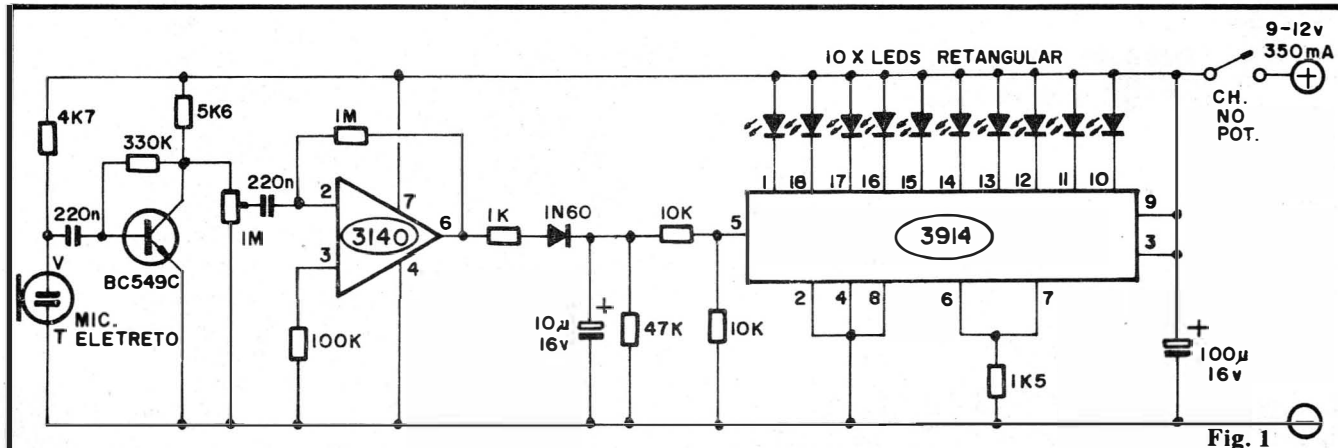 9-12v
350mA
10 X LEDS RETANGULAR
CH.
NO
POT.
4K7
5K6
1M
330K
220n
220n
1M
BC549C
V
T
MIC.
ELETRETO
2
3
7
4
6
3140
100K
1K
1N60
10K
10µ
16v
+
47K
10K
5
1 18 17 16 15 14 13 12 11 10
3914
9
3
2 4 8 6 7
1K5
+
100µ
16v
+
−
Fig. 1